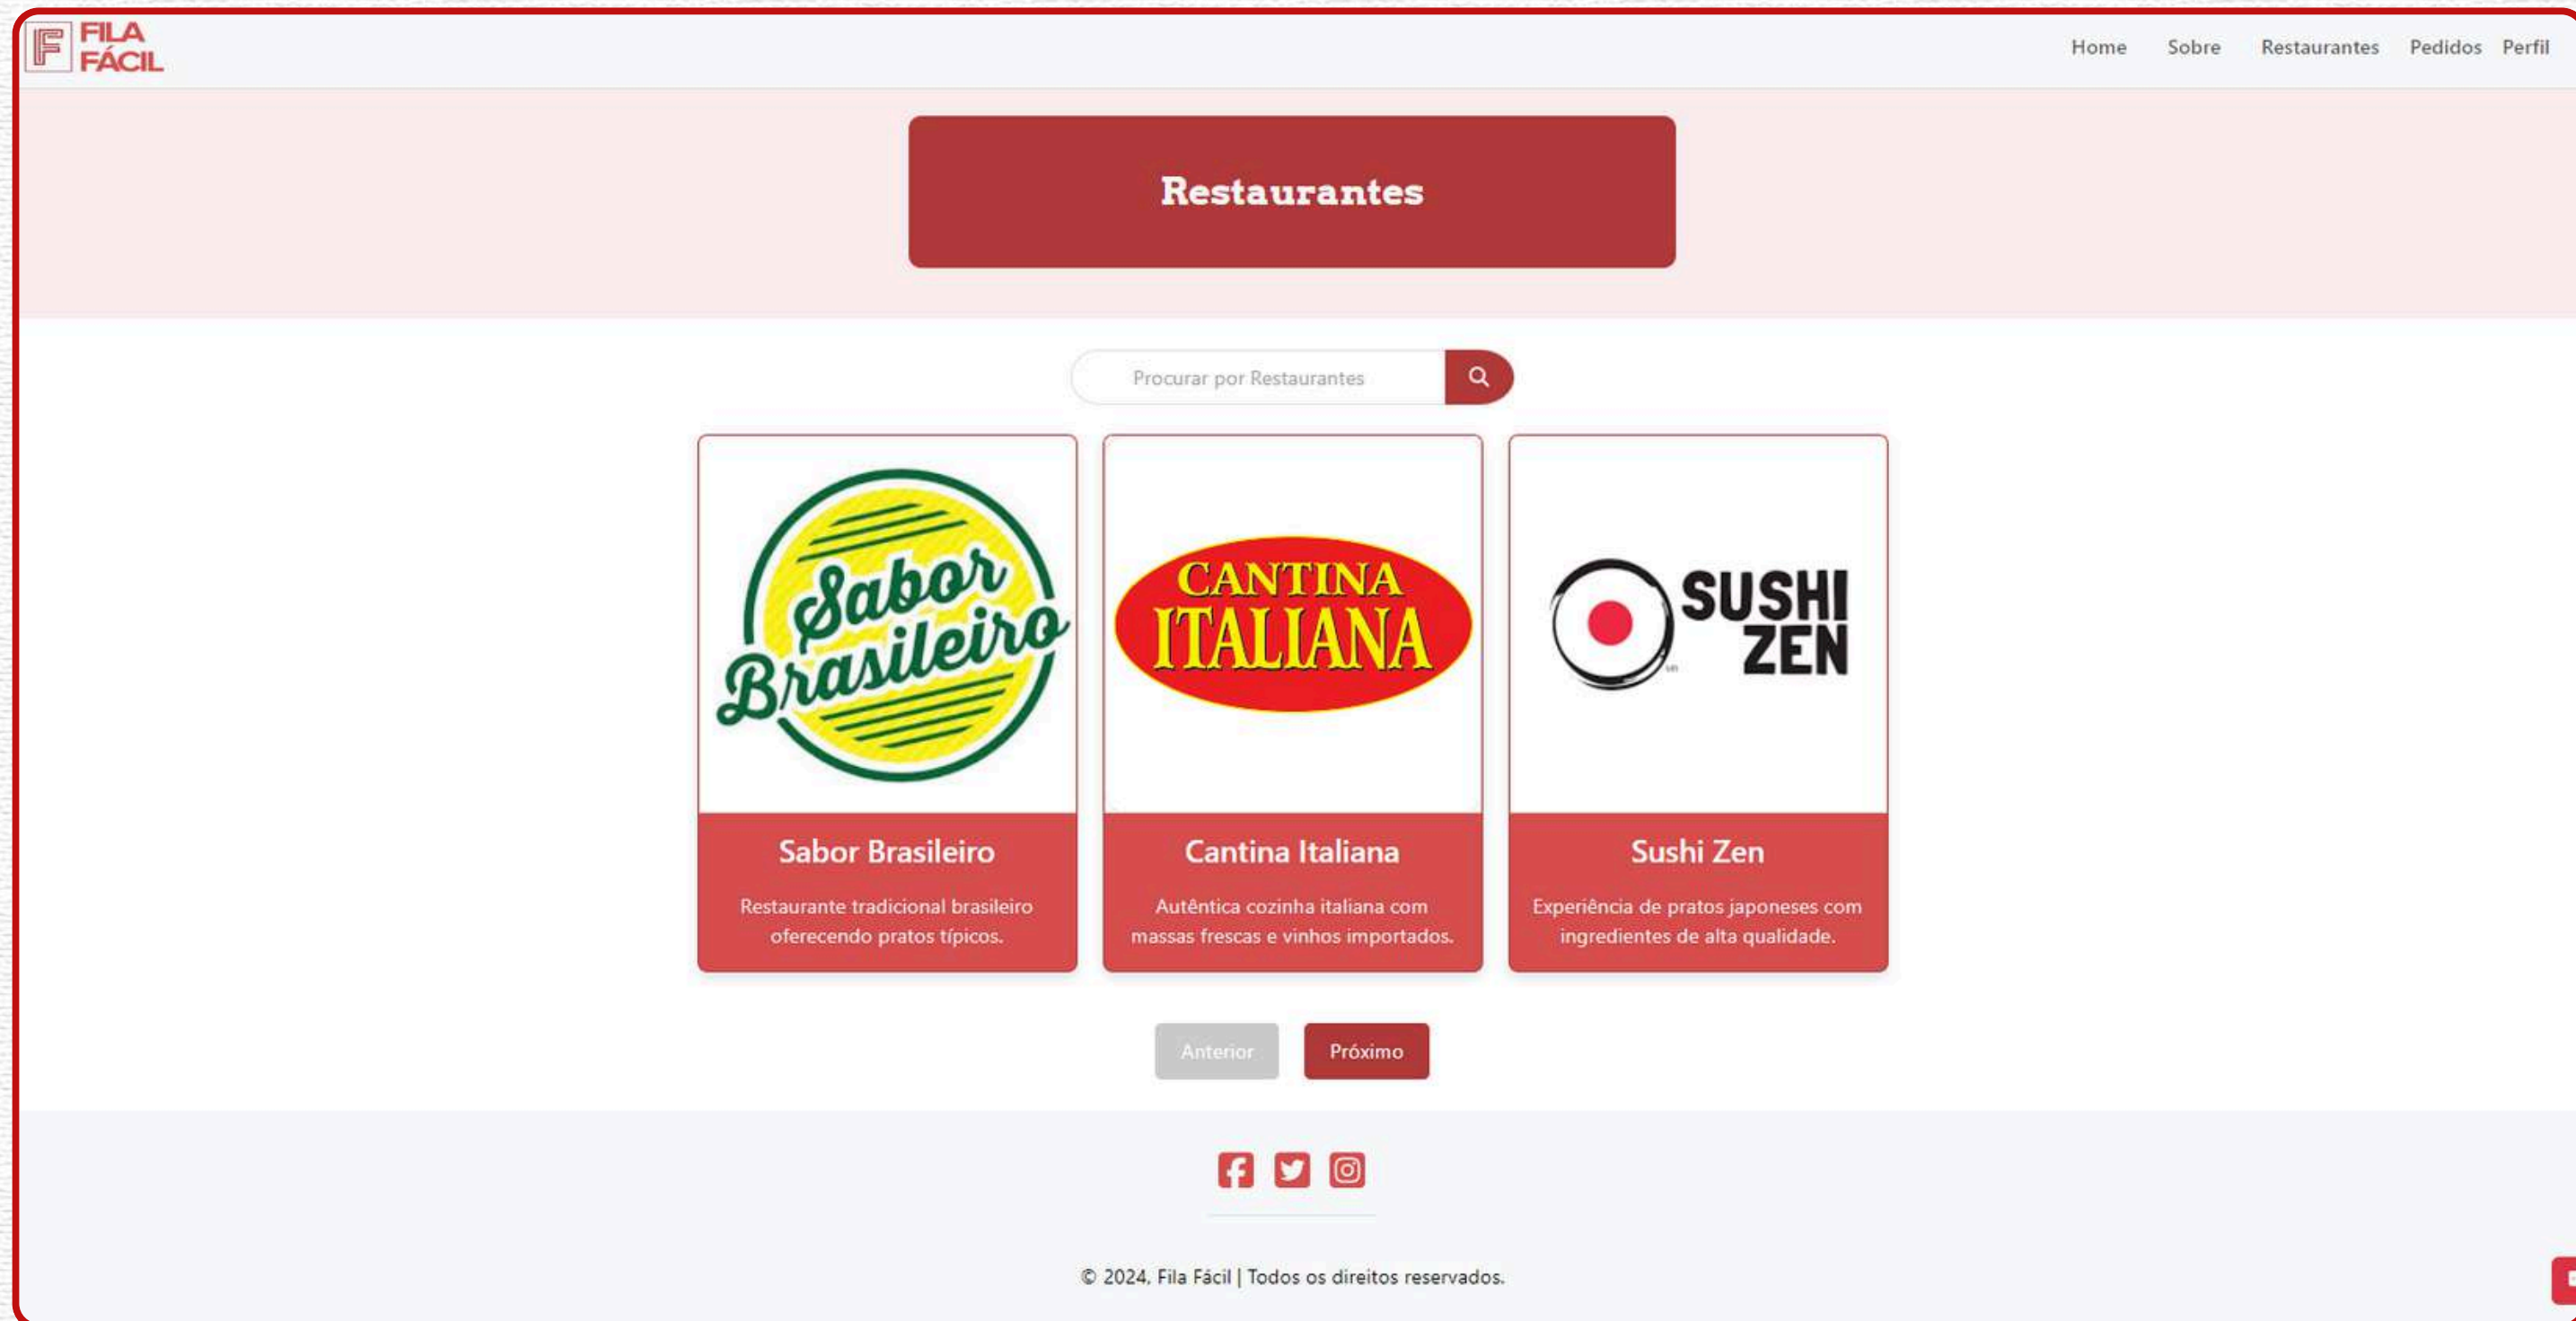 FILA
FÁCIL
Home Sobre Restaurantes Pedidos Perfil
Restaurantes
Procurar por Restaurantes
Sabor
Brasileiro
CANTINA
ITALIANA
SUSHI
ZEN
Sabor Brasileiro
Restaurante tradicional brasileiro
oferecendo pratos típicos.
Cantina Italiana
Autêntica cozinha italiana com
massas frescas e vinhos importados.
Sushi Zen
Experiência de pratos japoneses com
ingredientes de alta qualidade.
Anterior Próximo
© 2024, Fila Fácil | Todos os direitos reservados.